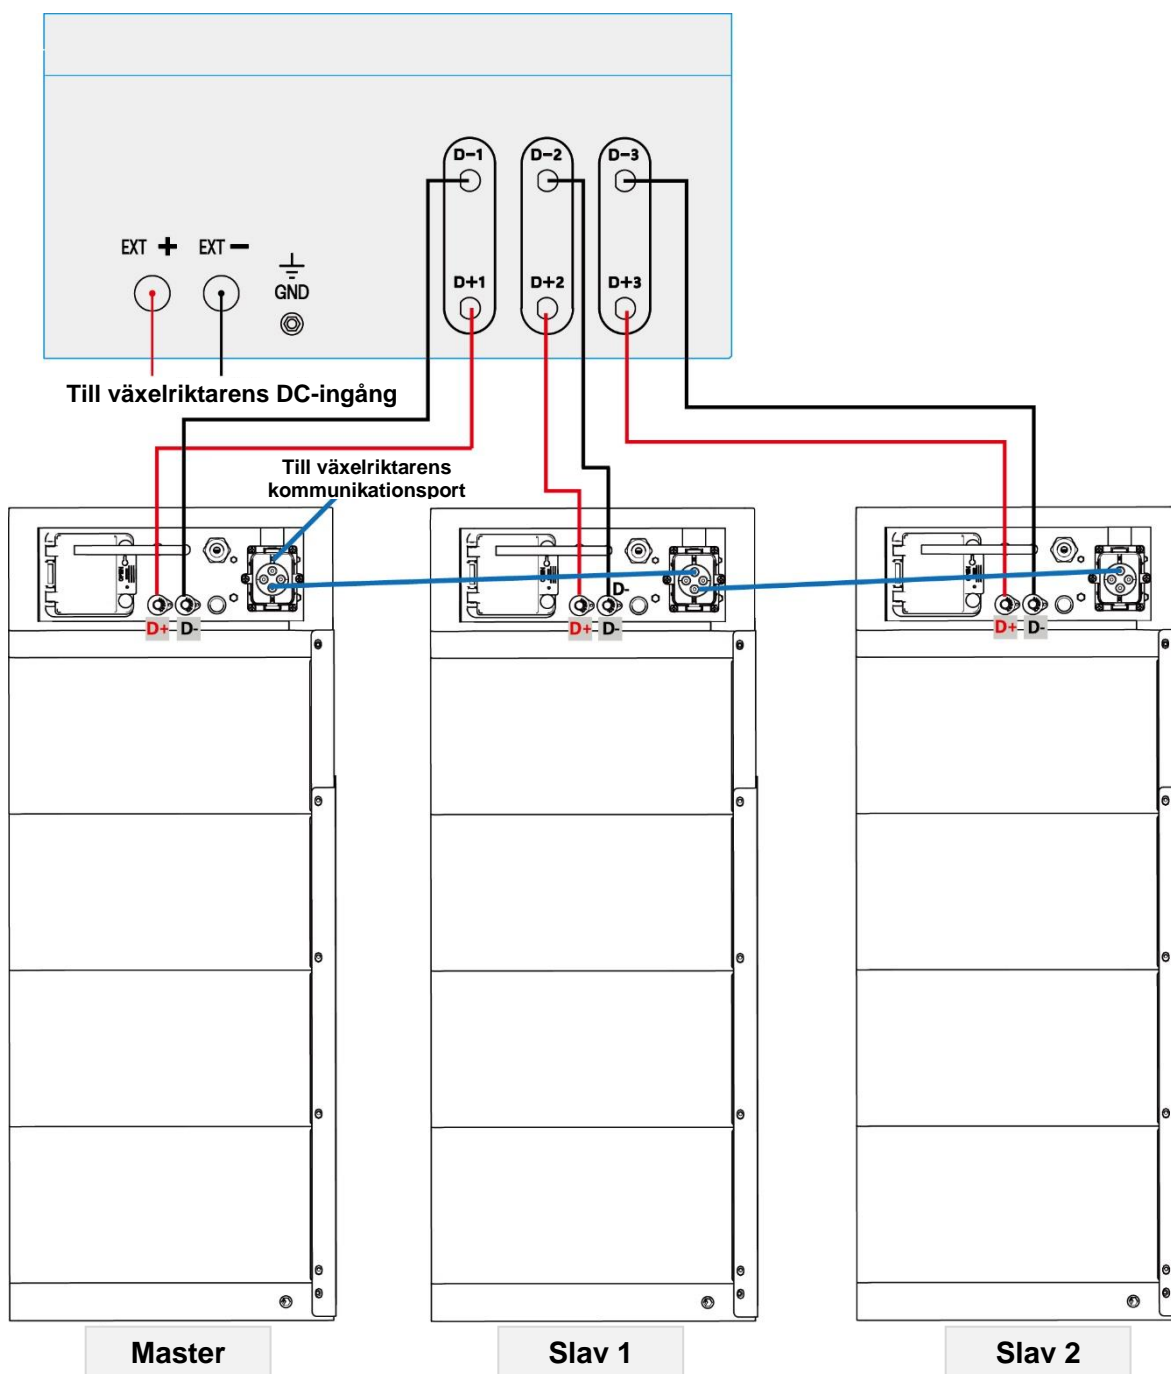 D-1 D-2 D-3
EXT + EXT -
GND
D+1 D+2 D+3
Till växelriktarens DC-ingång
Till växelriktarens
kommunikationsport
D-
D+ D- D+ D- D+ D-
Master Slav 1 Slav 2